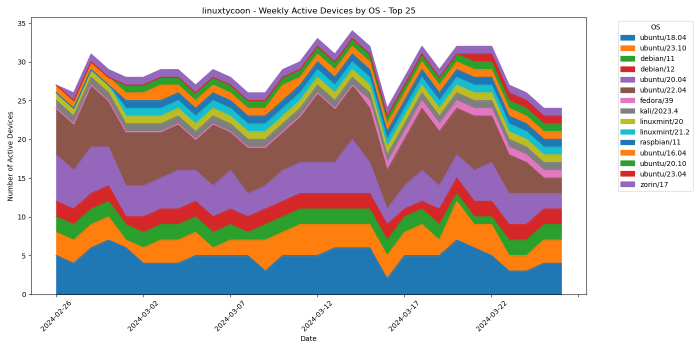 linuxtycoon - Weekly Active Devices by OS - Top 25
Number of Active Devices
35
30
25
20
15
10
5
0
2024-02-26
2024-03-02
2024-03-07
2024-03-12
2024-03-17
2024-03-22
Date
OS
ubuntu/18.04
ubuntu/23.10
debian/11
debian/12
ubuntu/20.04
ubuntu/22.04
fedora/39
kali/2023.4
linuxmint/20
linuxmint/21.2
raspbian/11
ubuntu/16.04
ubuntu/20.10
ubuntu/23.04
zorin/17